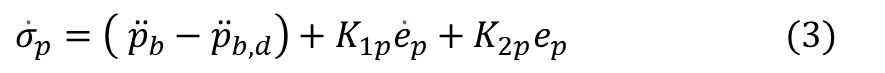 σ̇_p = ( p̈_b − p̈_{b,d} ) + K_{1p} ė_p + K_{2p} e_p (3)